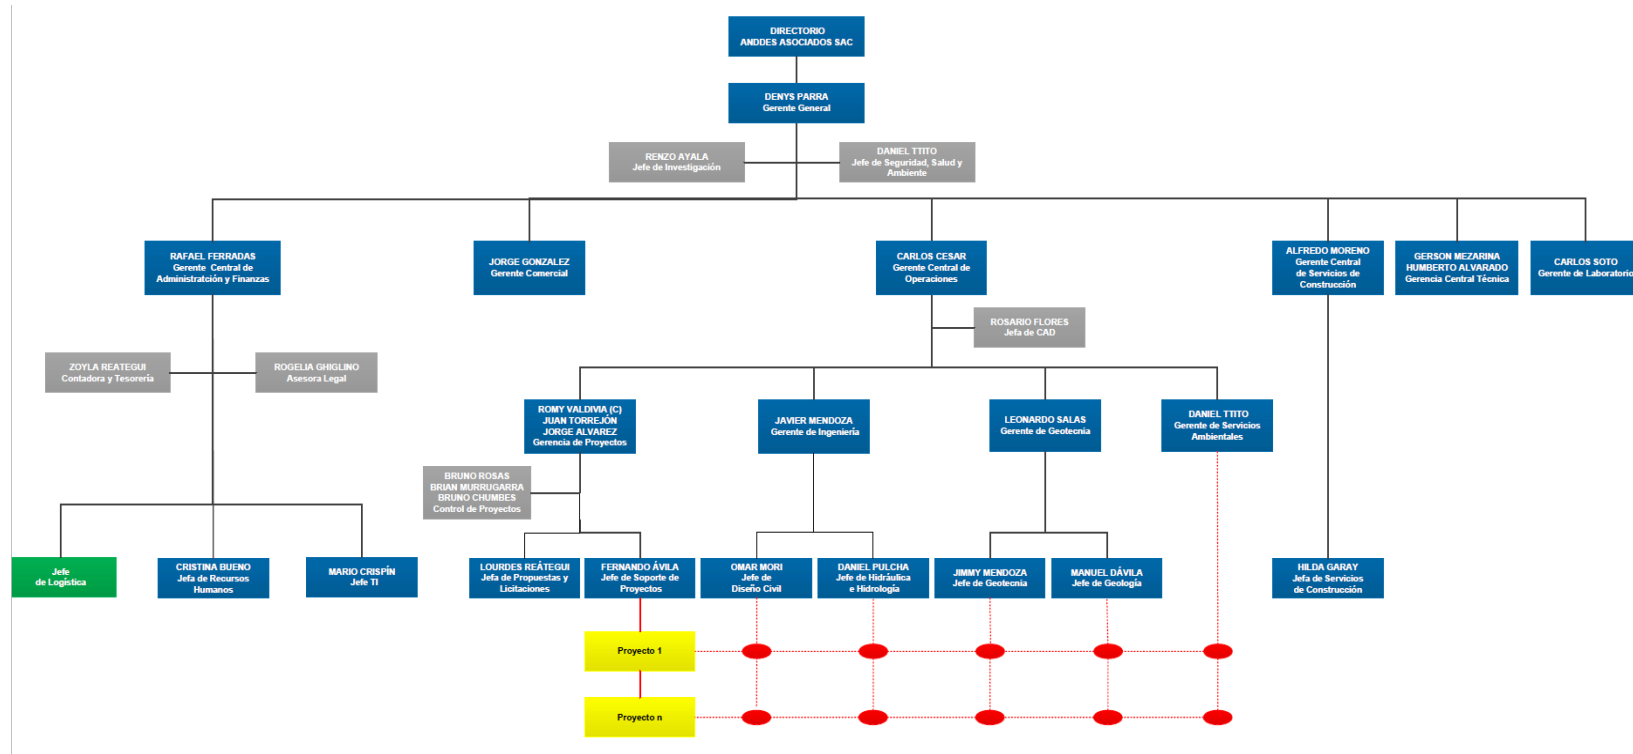 DIRECTORIO
ANDDES ASOCIADOS SAC
DENYS PARRA
Gerente General
RENZO AYALA
Jefe de Investigación
DANIEL TTITO
Jefe de Seguridad, Salud y
Ambiente
RAFAEL FERRADAS
Gerente Central de
Administratción y Finanzas
JORGE GONZALEZ
Gerente Comercial
CARLOS CESAR
Gerente Central de
Operaciones
ALFREDO MORENO
Gerente Central
de Servicios de
Construcción
GERSON MEZARINA
HUMBERTO ALVARADO
Gerencia Central Técnica
CARLOS SOTO
Gerente de Laboratorio
ROSARIO FLORES
Jefa de CAD
ZOYLA REATEGUI
Contadora y Tesorería
ROGELIA GHIGLINO
Asesora Legal
ROMY VALDIVIA (C)
JUAN TORREJÓN
JORGE ALVAREZ
Gerencia de Proyectos
JAVIER MENDOZA
Gerente de Ingeniería
LEONARDO SALAS
Gerente de Geotecnia
DANIEL TTITO
Gerente de Servicios
Ambientales
BRUNO ROSAS
BRIAN MURRUGARRA
BRUNO CHUMBES
Control de Proyectos
Jefe
de Logística
CRISTINA BUENO
Jefa de Recursos
Humanos
MARIO CRISPÍN
Jefe TI
LOURDES REÁTEGUI
Jefa de Propuestas y
Licitaciones
FERNANDO ÁVILA
Jefe de Soporte de
Proyectos
OMAR MORI
Jefe de
Diseño Civil
DANIEL PULCHA
Jefe de Hidráulica
e Hidrología
JIMMY MENDOZA
Jefe de Geotecnia
MANUEL DÁVILA
Jefe de Geología
HILDA GARAY
Jefa de Servicios
de Construcción
Proyecto 1
Proyecto n